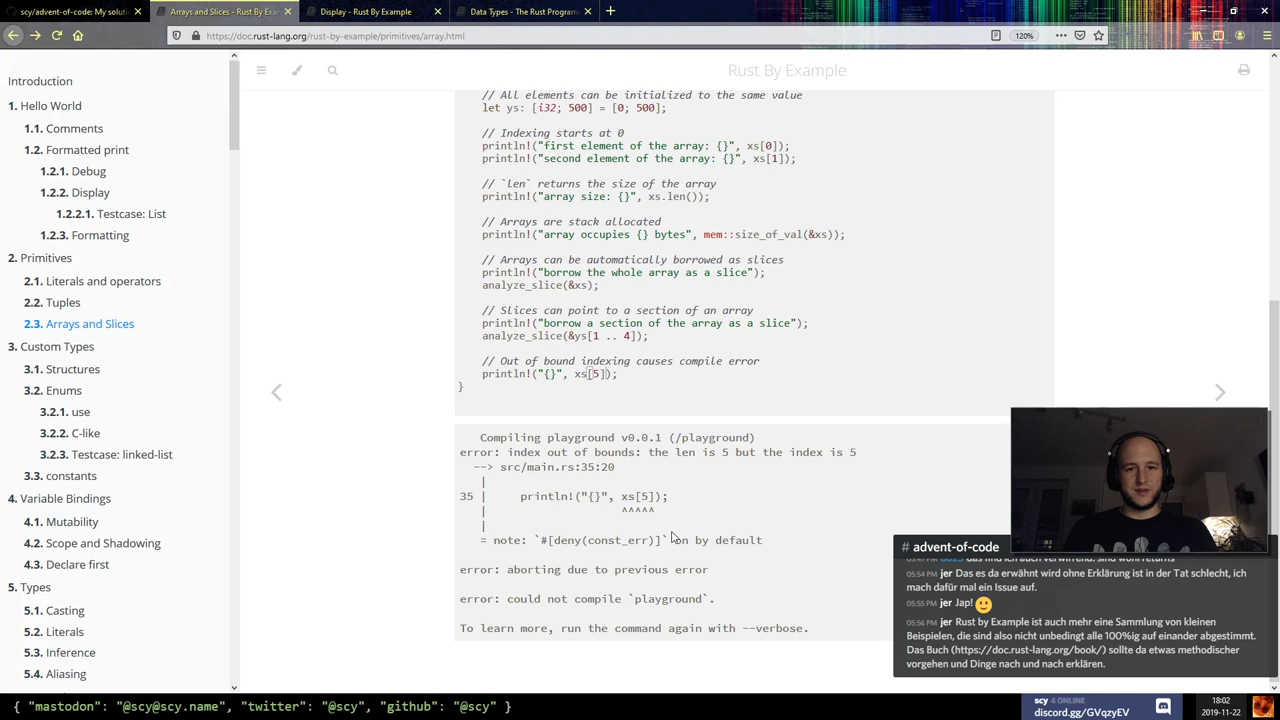 scy/advent-of-code: My soluti
Arrays and Slices - Rust By Exa
Display - Rust By Example
Data Types - The Rust Program
https://doc.rust-lang.org/rust-by-example/primitives/array.html
120%
Introduction
1. Hello World
1.1. Comments
1.2. Formatted print
1.2.1. Debug
1.2.2. Display
1.2.2.1. Testcase: List
1.2.3. Formatting
2. Primitives
2.1. Literals and operators
2.2. Tuples
2.3. Arrays and Slices
3. Custom Types
3.1. Structures
3.2. Enums
3.2.1. use
3.2.2. C-like
3.2.3. Testcase: linked-list
3.3. constants
4. Variable Bindings
4.1. Mutability
4.2. Scope and Shadowing
4.3. Declare first
5. Types
5.1. Casting
5.2. Literals
5.3. Inference
5.4. Aliasing
Rust By Example
// All elements can be initialized to the same value
let ys: [i32; 500] = [0; 500];
// Indexing starts at 0
println!("first element of the array: {}", xs[0]);
println!("second element of the array: {}", xs[1]);
// `len` returns the size of the array
println!("array size: {}", xs.len());
// Arrays are stack allocated
println!("array occupies {} bytes", mem::size_of_val(&xs));
// Arrays can be automatically borrowed as slices
println!("borrow the whole array as a slice");
analyze_slice(&xs);
// Slices can point to a section of an array
println!("borrow a section of the array as a slice");
analyze_slice(&ys[1 .. 4]);
// Out of bound indexing causes compile error
println!("{}", xs[5]);
}
Compiling playground v0.0.1 (/playground)
error: index out of bounds: the len is 5 but the index is 5
--> src/main.rs:35:20
|
35 | println!("{}", xs[5]);
| ^^^^^
|
= note: `#[deny(const_err)]` on by default
error: aborting due to previous error
error: could not compile `playground`.
To learn more, run the command again with --verbose.
# advent-of-code
05:54 PM jer Das es da erwähnt wird ohne Erklärung ist in der Tat schlecht, ich
mach dafür mal ein Issue auf.
05:55 PM jer Jap! 🙂
05:56 PM jer Rust by Example ist auch mehr eine Sammlung von kleinen
Beispielen, die sind also nicht unbedingt alle 100%ig auf einander abgestimmt.
Das Buch (https://doc.rust-lang.org/book/) sollte da etwas methodischer
vorgehen und Dinge nach und nach erklären.
{ "mastodon": "@scy@scy.name", "twitter": "@scy", "github": "@scy" }
scy 4 ONLINE
discord.gg/GVqzyEV
18:02
2019-11-22